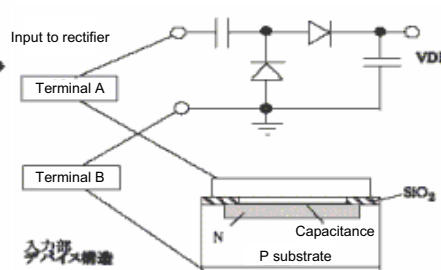 Input to rectifier
VDD
Terminal A
Terminal B
SiO₂
Capacitance
N
P substrate
入力部
デバイス構造